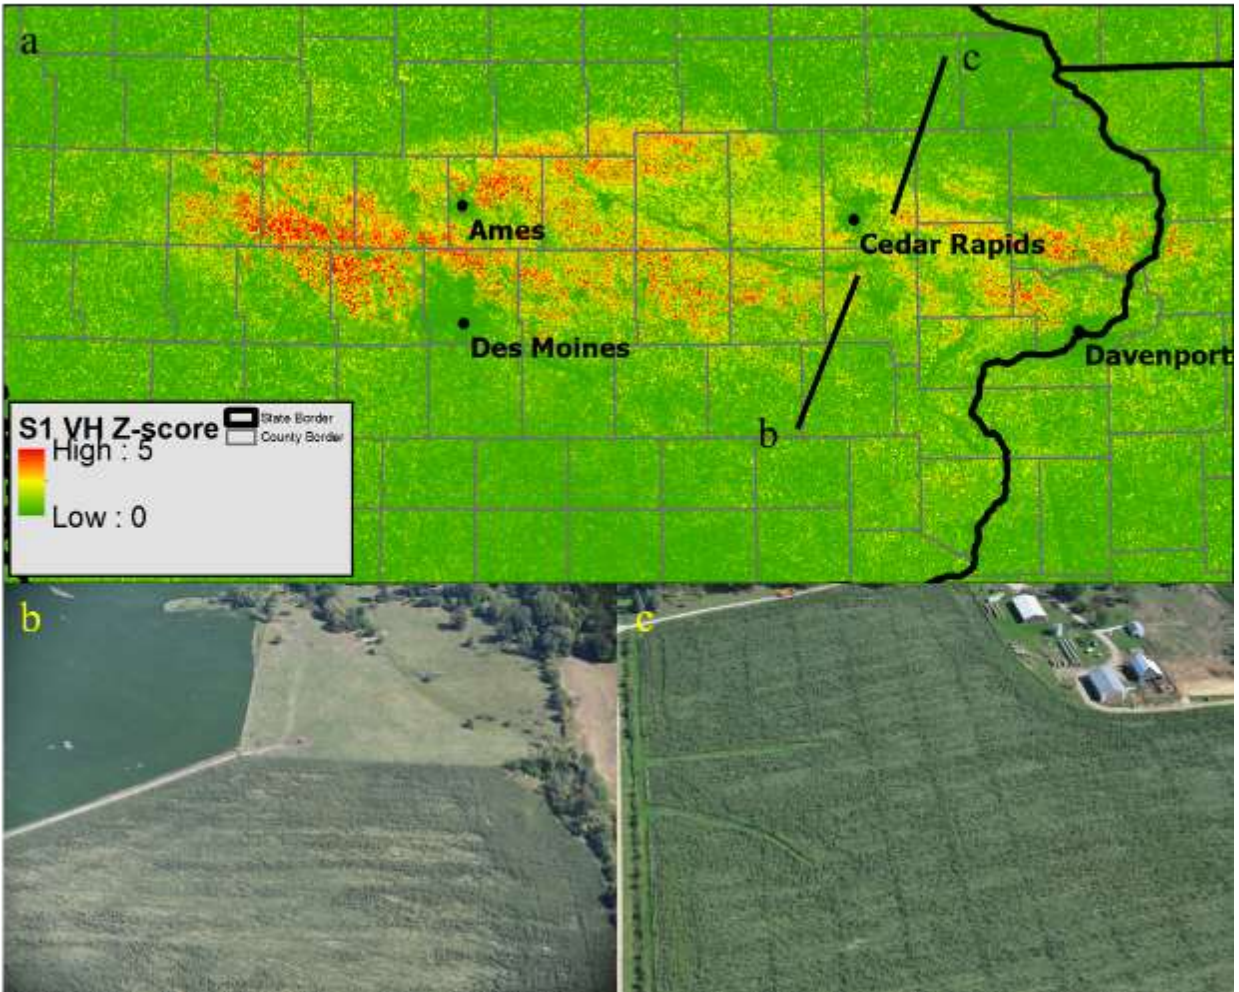 a
c
Ames
Cedar Rapids
Des Moines
Davenport
b
S1 VH Z-score
State Border
County Border
High : 5
Low : 0
b
c